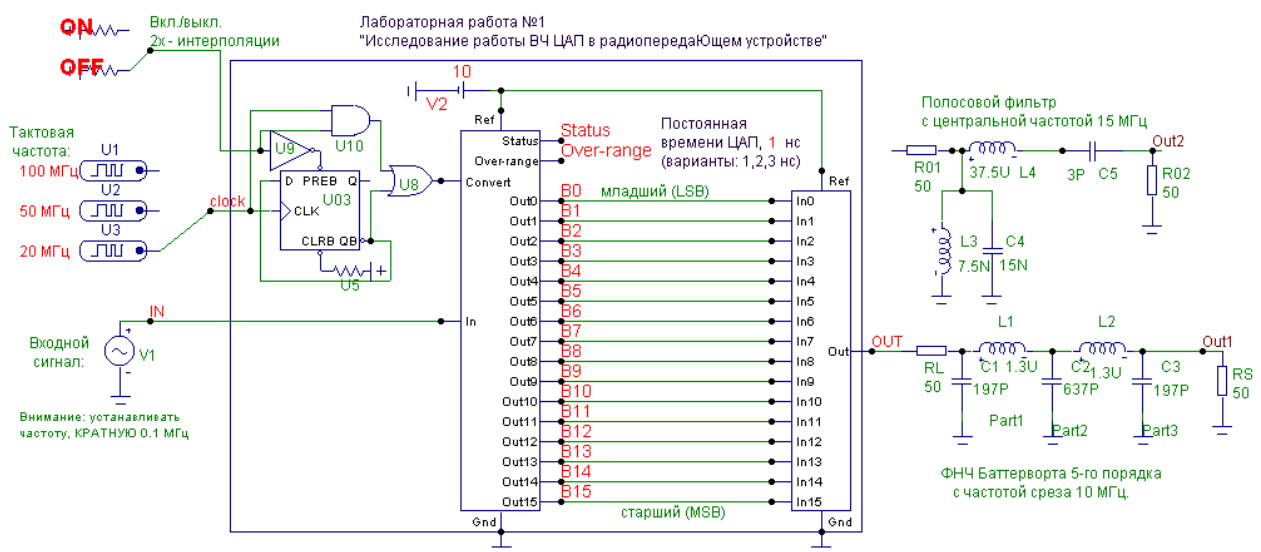 ON
OFF
Вкл./выкл.
2х - интерполяции
Лабораторная работа №1
"Исследование работы ВЧ ЦАП в радиопередаЮщем устройстве"
10
V2
Ref
Тактовая
частота:
U1
100 МГц
U2
50 МГц
U3
20 МГц
clock
U9
U10
U8
D PREB Q
U03
CLK
CLRB QB
U5
Convert
Status
Over-range
Status
Over-range
Постоянная
времени ЦАП, 1 нс
(варианты: 1,2,3 нс)
Ref
младший (LSB)
Out0 B0 In0
Out1 B1 In1
Out2 B2 In2
Out3 B3 In3
Out4 B4 In4
Out5 B5 In5
Out6 B6 In6
Out7 B7 In7
Out8 B8 In8
Out9 B9 In9
Out10 B10 In10
Out11 B11 In11
Out12 B12 In12
Out13 B13 In13
Out14 B14 In14
Out15 B15 In15
старший (MSB)
Gnd
Gnd
IN
In
Входной
сигнал:
V1
Внимание: устанавливать
частоту, КРАТНУЮ 0.1 МГц
Полосовой фильтр
с центральной частотой 15 МГц
R01
50
37.5U L4
3P C5
Out2
R02
50
L3
7.5N
C4
15N
Out
OUT
RL
50
L1
1.3U
L2
1.3U
C1
197P
C2
637P
C3
197P
Out1
RS
50
Part1
Part2
Part3
ФНЧ Баттерворта 5-го порядка
с частотой среза 10 МГц.